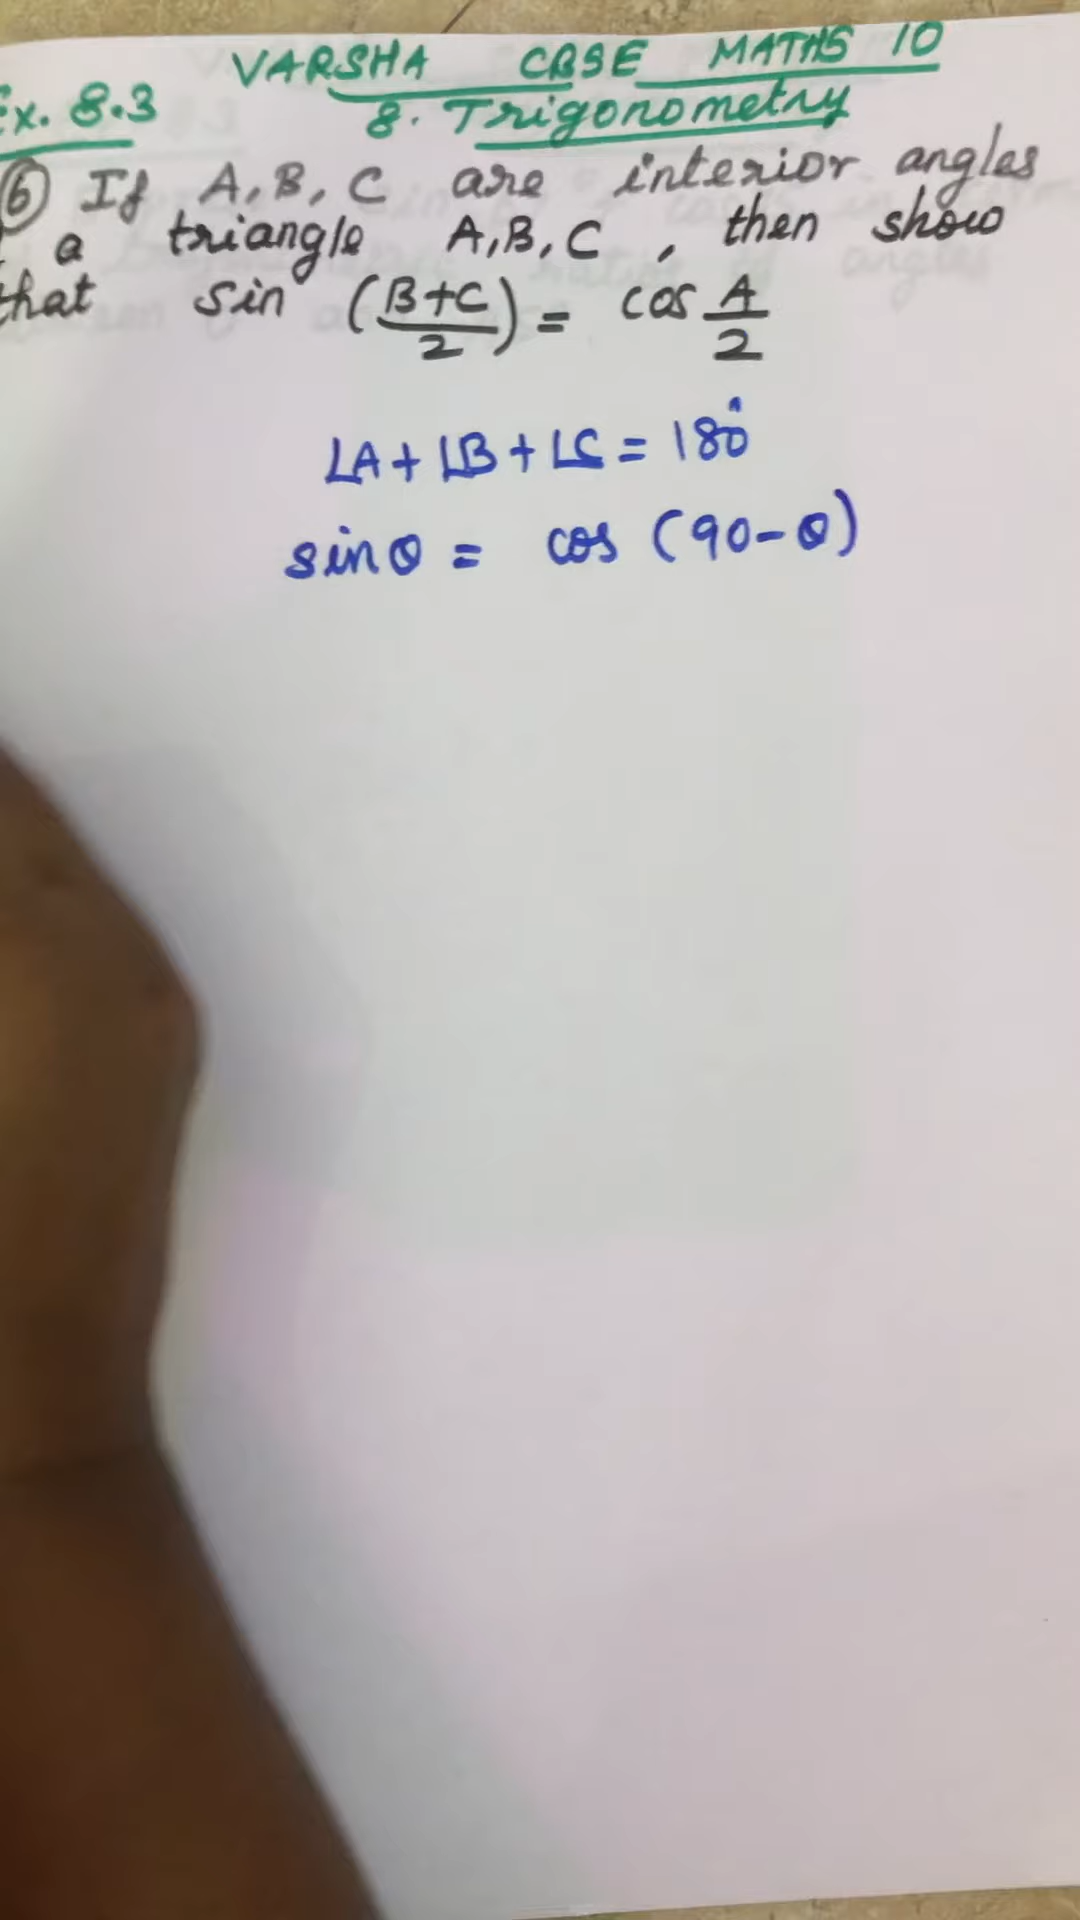 VARSHA CBSE MATHS 10
Ex. 8.3 8. Trigonometry
⑥ If A, B, C are interior angles
a triangle A,B,C, then show
that sin (B+C/2) = cos A/2
∠A + ∠B + ∠C = 180°
sin θ = cos (90 - θ)